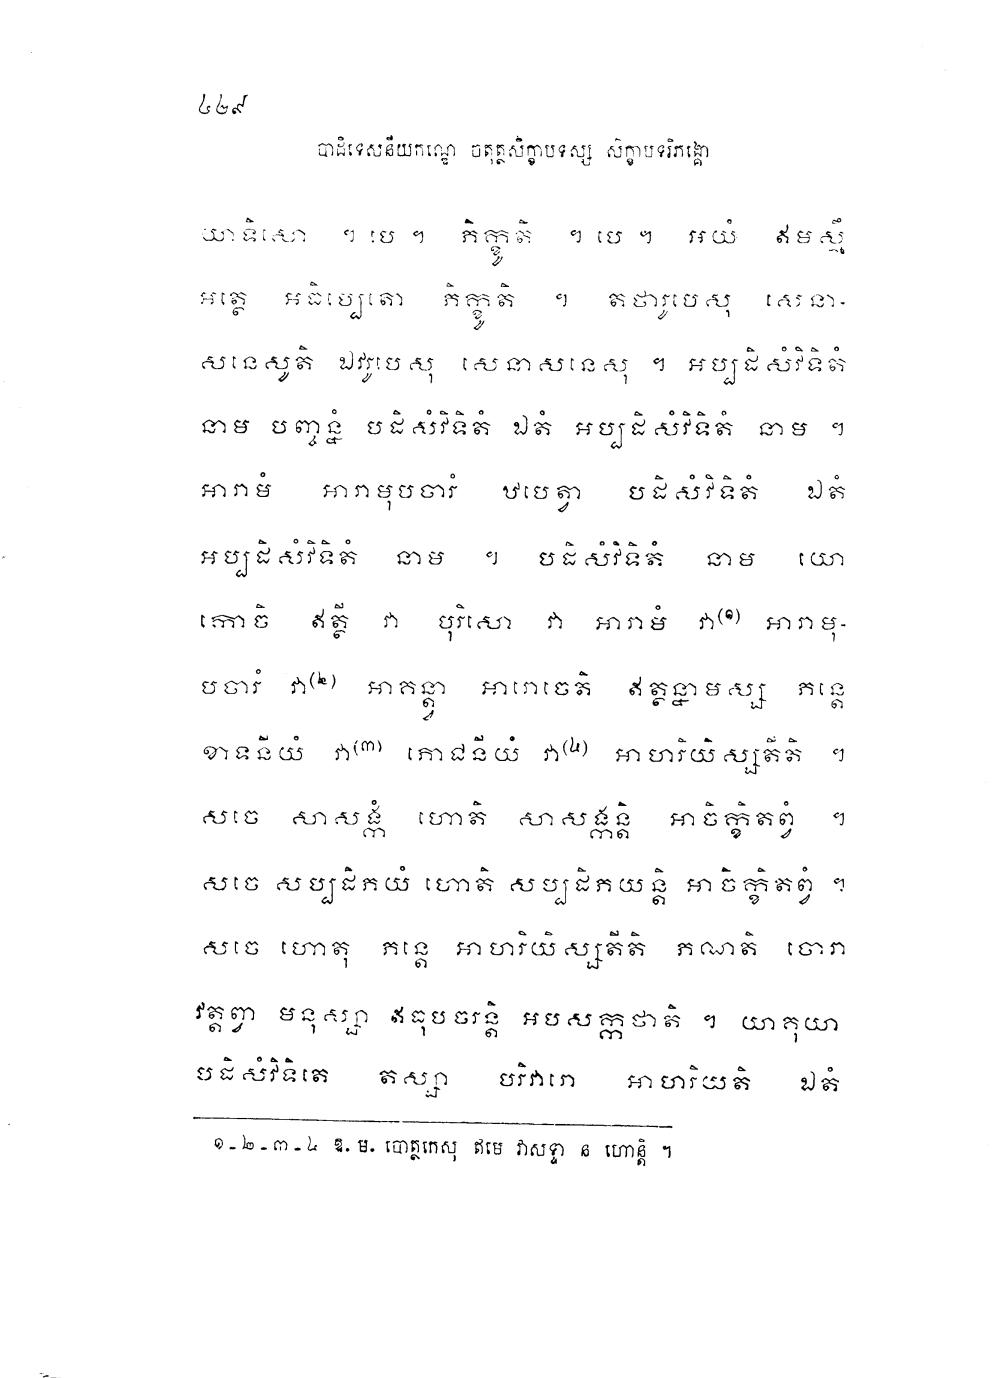 ៤២៩
បាដិទេសនីយកណ្ឌេ ចតុត្ថសិក្ខាបទស្ស សិក្ខាបទវិភង្គោ
យាទិសោ ។ បេ ។ ភិក្ខូតិ ។ បេ ។ អយំ ឥមស្មឹ
អត្ថេ អធិប្បេតោ ភិក្ខូតិ ។ តថារូបេសុ សេនា-
សនេសូតិ ឯវរូបេសុ សេនាសនេសុ ។ អប្បដិសំវិទិតំ
នាម បញ្ចន្នំ បដិសំវិទិតំ ឯតំ អប្បដិសំវិទិតំ នាម ។
អារាមំ អារាមុបចារំ ឋបេត្វា បដិសំវិទិតំ ឯតំ
អប្បដិសំវិទិតំ នាម ។ បដិសំវិទិតំ នាម យោ
កោចិ ឥត្ថី វា បុរិសោ វា អារាមំ វា(១) អារាមុ-
បចារំ វា(២) អាគន្ត្វា អារោចេតិ ឥត្ថន្នាមស្ស ភន្តេ
ខាទនីយំ វា(៣) ភោជនីយំ វា(៤) អាហរិយិស្សតីតិ ។
សចេ សាសង្កំ ហោតិ សាសង្កន្តិ អាចិក្ខិតព្វំ ។
សចេ សប្បដិភយំ ហោតិ សប្បដិភយន្តិ អាចិក្ខិតព្វំ ។
សចេ ហោតុ ភន្តេ អាហរិយិស្សតីតិ ភណតិ ចោរា
វត្តព្វា មនុស្សា ឥធុបចរន្តិ អបសក្កថាតិ ។ យាគុយា
បដិសំវិទិតេ តស្សា បរិវារោ អាហរិយតិ ឯតំ
១-២-៣-៤ ឱ. ម. បោត្ថកេសុ ឥមេ វាសទ្ទា ន ហោន្តិ ។